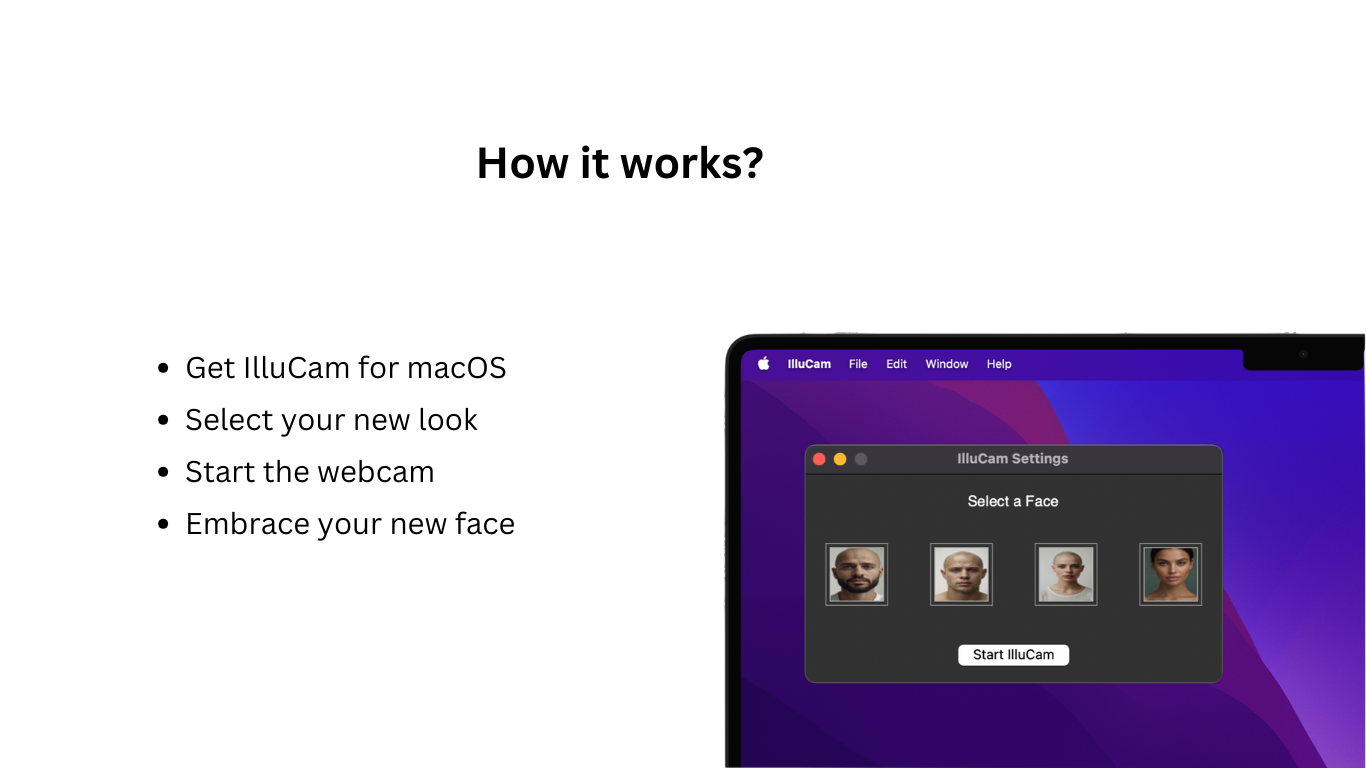 How it works?
Get IlluCam for macOS
Select your new look
Start the webcam
Embrace your new face
IlluCam File Edit Window Help
IlluCam Settings
Select a Face
Start IlluCam